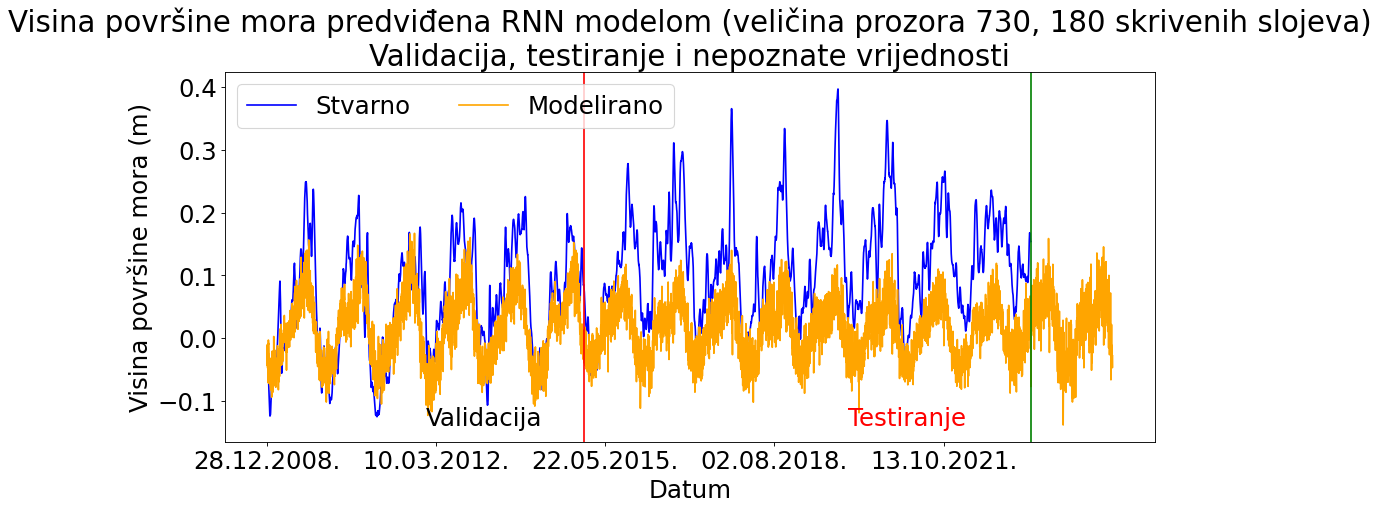 Visina površine mora predviđena RNN modelom (veličina prozora 730, 180 skrivenih slojeva)
Validacija, testiranje i nepoznate vrijednosti
Stvarno
Modelirano
Visina površine mora (m)
0.4
0.3
0.2
0.1
0.0
−0.1
Validacija
Testiranje
28.12.2008.
10.03.2012.
22.05.2015.
02.08.2018.
13.10.2021.
Datum